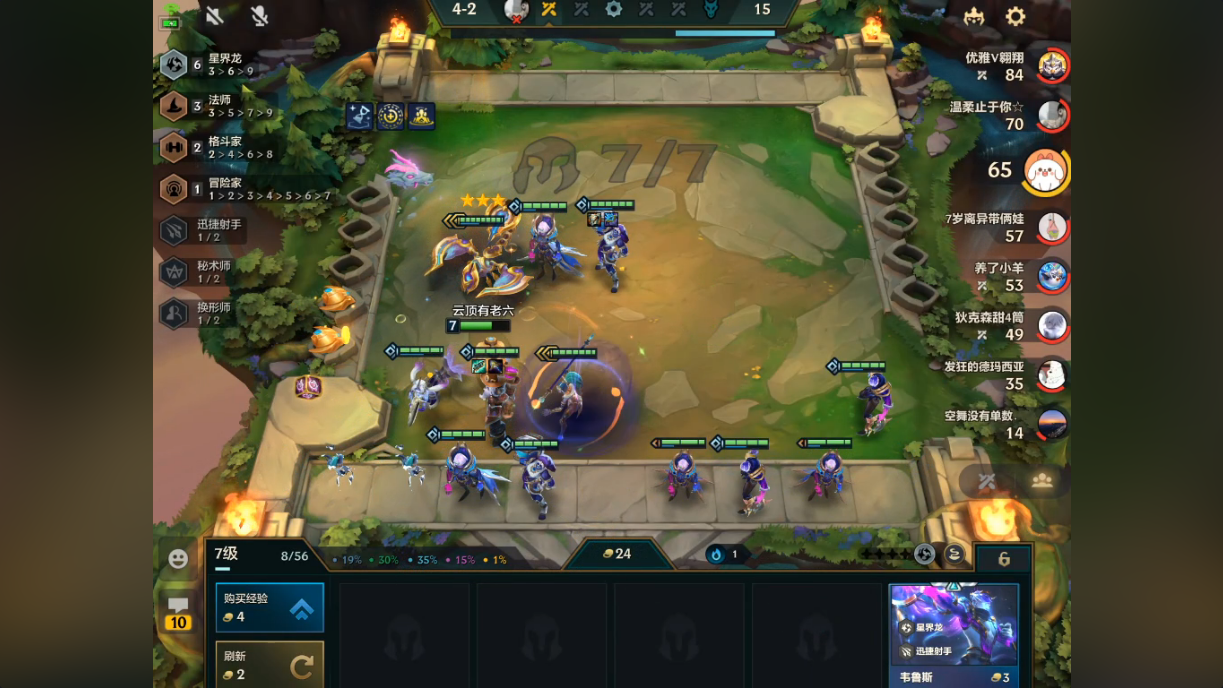 4-2
15
6 星界龙
3 > 6 > 9
3 法师
3 > 5 > 7 > 9
2 格斗家
2 > 4 > 6 > 8
1 冒险家
1 > 2 > 3 > 4 > 5 > 6 > 7
迅捷射手
1 / 2
秘术师
1 / 2
换形师
1 / 2
7/7
优雅V翱翔
84
温柔止于你☆
70
65
7岁离异带俩娃
57
养了小羊
53
狄克森甜4筒
49
发狂的德玛西亚
35
空舞没有单数.
14
云顶有老六
7
7级
8/56
19% 30% 35% 15% 1%
24
1
购买经验
4
刷新
2
10
星界龙
迅捷射手
韦鲁斯
3